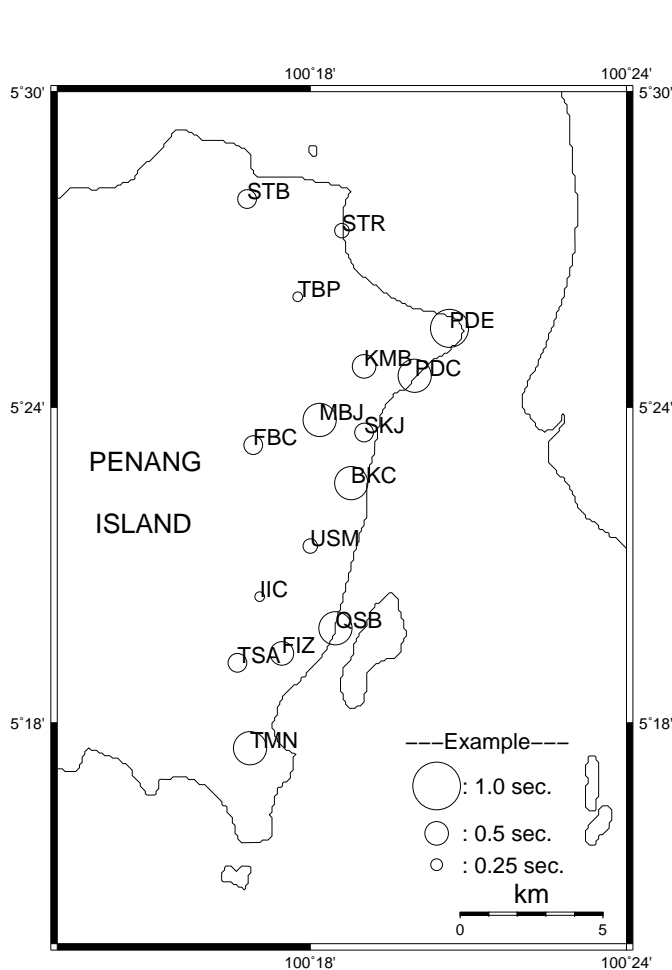 100˚18' 100˚24'
5˚30' 5˚30'
STB
STR
TBP
PDE
KMB PDC
5˚24' 5˚24'
MBJ
FBC SKJ
PENANG
BKC
ISLAND
USM
IIC
QSB
TSA FIZ
5˚18' 5˚18'
TMN
−−−Example−−−
: 1.0 sec.
: 0.5 sec.
: 0.25 sec.
km
0 5
100˚18' 100˚24'